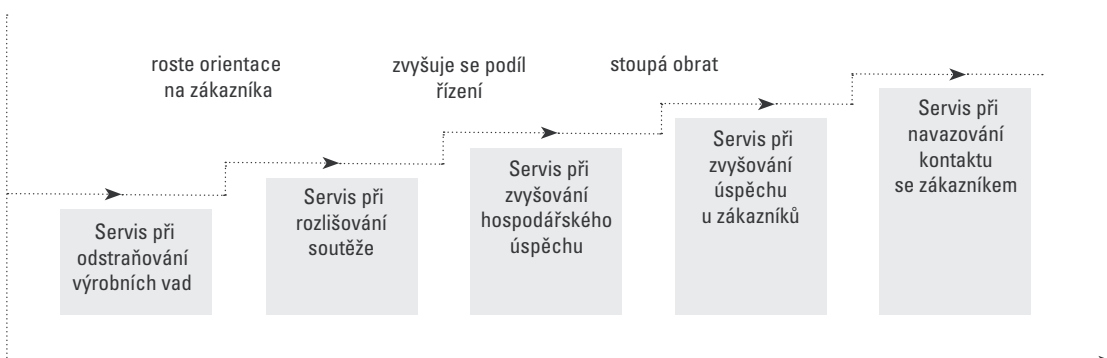 roste orientace
na zákazníka
zvyšuje se podíl
řízení
stoupá obrat
Servis při
odstraňování
výrobních vad
Servis při
rozlišování
soutěže
Servis při
zvyšování
hospodářského
úspěchu
Servis při
zvyšování
úspěchu
u zákazníků
Servis při
navazování
kontaktu
se zákazníkem